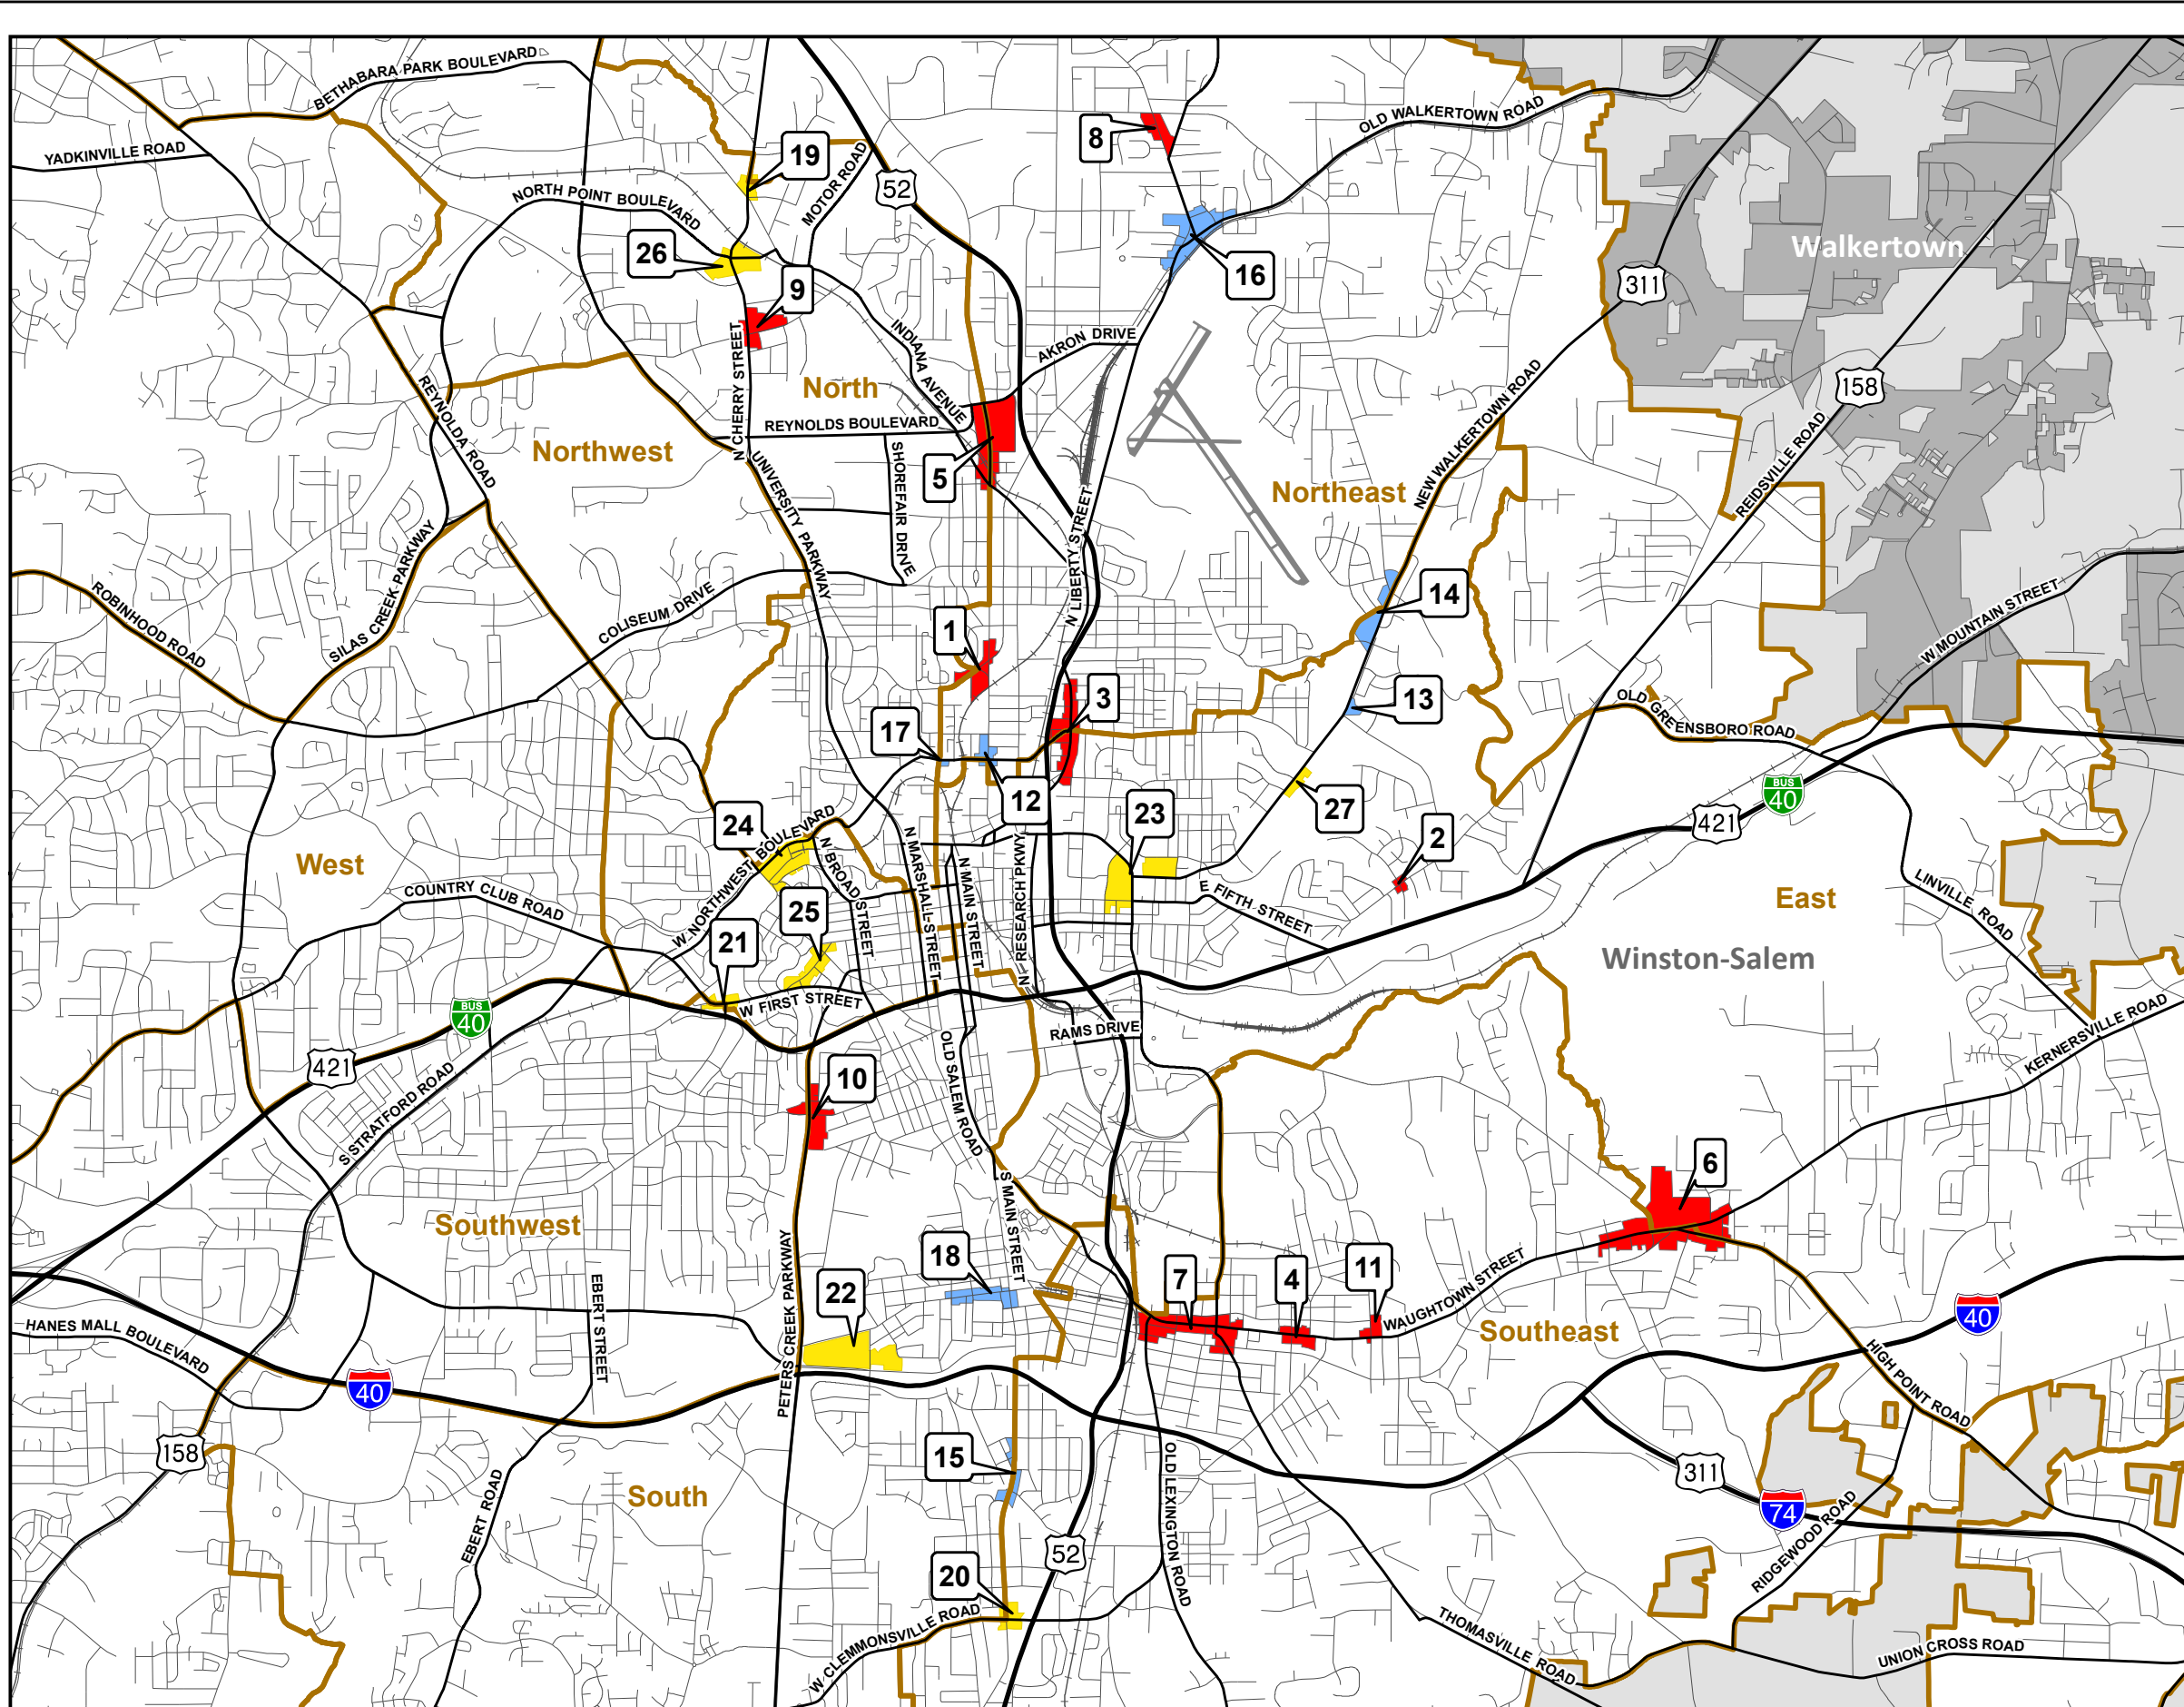 BETHABARA PARK BOULEVARD
YADKINVILLE ROAD
OLD WALKERTOWN ROAD
8
19
MOTOR ROAD
52
NORTH POINT BOULEVARD
26
16
Walkertown
9
311
INDIANA AVENUE
AKRON DRIVE
N CHERRY STREET
North
158
REYNOLDA ROAD
REYNOLDS BOULEVARD
Northwest
5
SHOREFAIR DRIVE
Northeast
NEW WALKERTOWN ROAD
REIDSVILLE ROAD
UNIVERSITY PARKWAY
N LIBERTY STREET
ROBINHOOD ROAD
SILAS CREEK PARKWAY
COLISEUM DRIVE
14
1
W MOUNTAIN STREET
3
13
OLD GREENSBORO ROAD
17
12
27
BUS
40
421
24
23
2
W NORTHWEST BOULEVARD
N BROAD STREET
N MARSHALL STREET
N MAIN STREET
N RESEARCH PKWY
West
COUNTRY CLUB ROAD
E FIFTH STREET
East
LINVILLE ROAD
25
21
Winston-Salem
W FIRST STREET
BUS
40
RAMS DRIVE
KERNERSVILLE ROAD
421
S STRATFORD ROAD
OLD SALEM ROAD
10
6
S MAIN STREET
Southwest
18
7
4
11
WAUGHTOWN STREET
22
PETERS CREEK PARKWAY
EBERT STREET
HANES MALL BOULEVARD
Southeast
40
40
HIGH POINT ROAD
158
15
311
74
South
OLD LEXINGTON ROAD
EBERT ROAD
RIDGEWOOD ROAD
52
20
W CLEMMONSVILLE ROAD
THOMASVILLE ROAD
UNION CROSS ROAD